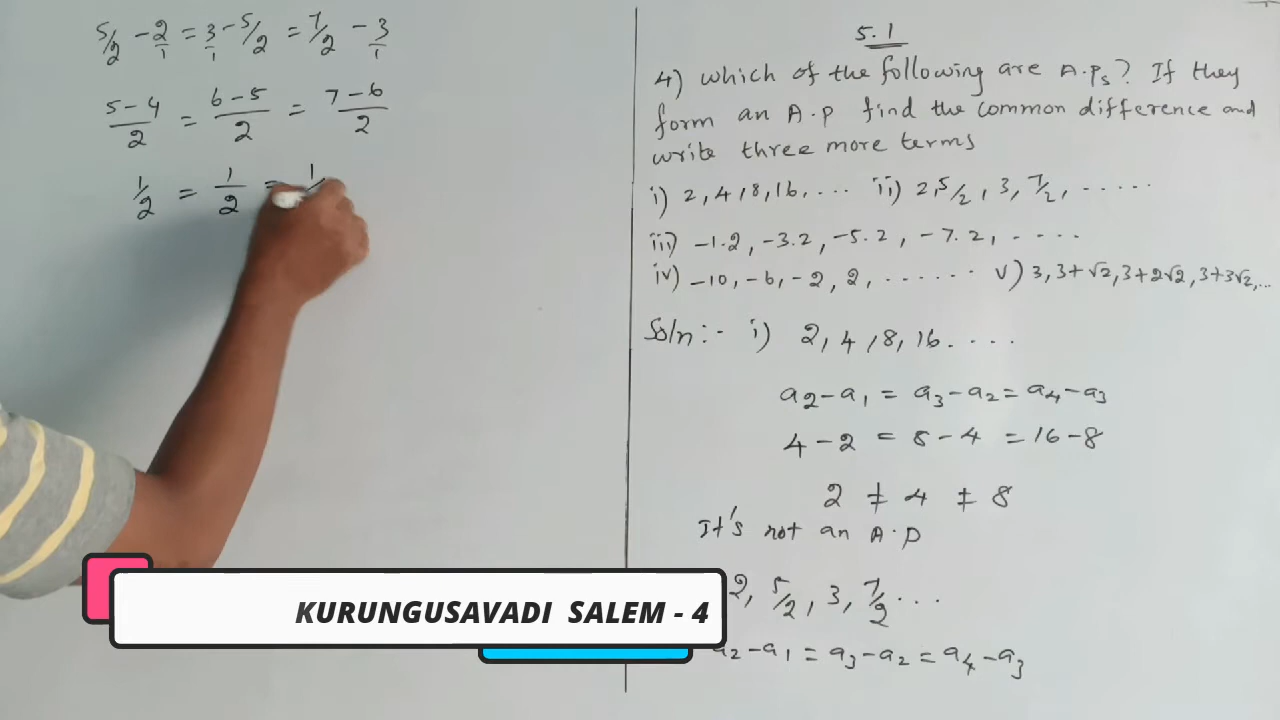 5/2 - 2/1 = 3/1 - 5/2 = 7/2 - 3/1
5-4/2 = 6-5/2 = 7-6/2
1/2 = 1/2 = 1/
5.1
4) which of the following are A.Ps? If they
form an A.P find the common difference and
write three more terms
i) 2, 4, 8, 16, ... ii) 2, 5/2, 3, 7/2, .....
iii) -1.2, -3.2, -5.2, -7.2, ....
iv) -10, -6, -2, 2, ....... v) 3, 3+√2, 3+2√2, 3+3√2, ...
Soln:- i) 2, 4, 8, 16....
a2-a1 = a3-a2 = a4-a3
4-2 = 8-4 = 16-8
2 ≠ 4 ≠ 8
It's not an A.P
2, 5/2, 3, 7/2 ...
a2-a1 = a3-a2 = a4-a3
KURUNGUSAVADI SALEM - 4